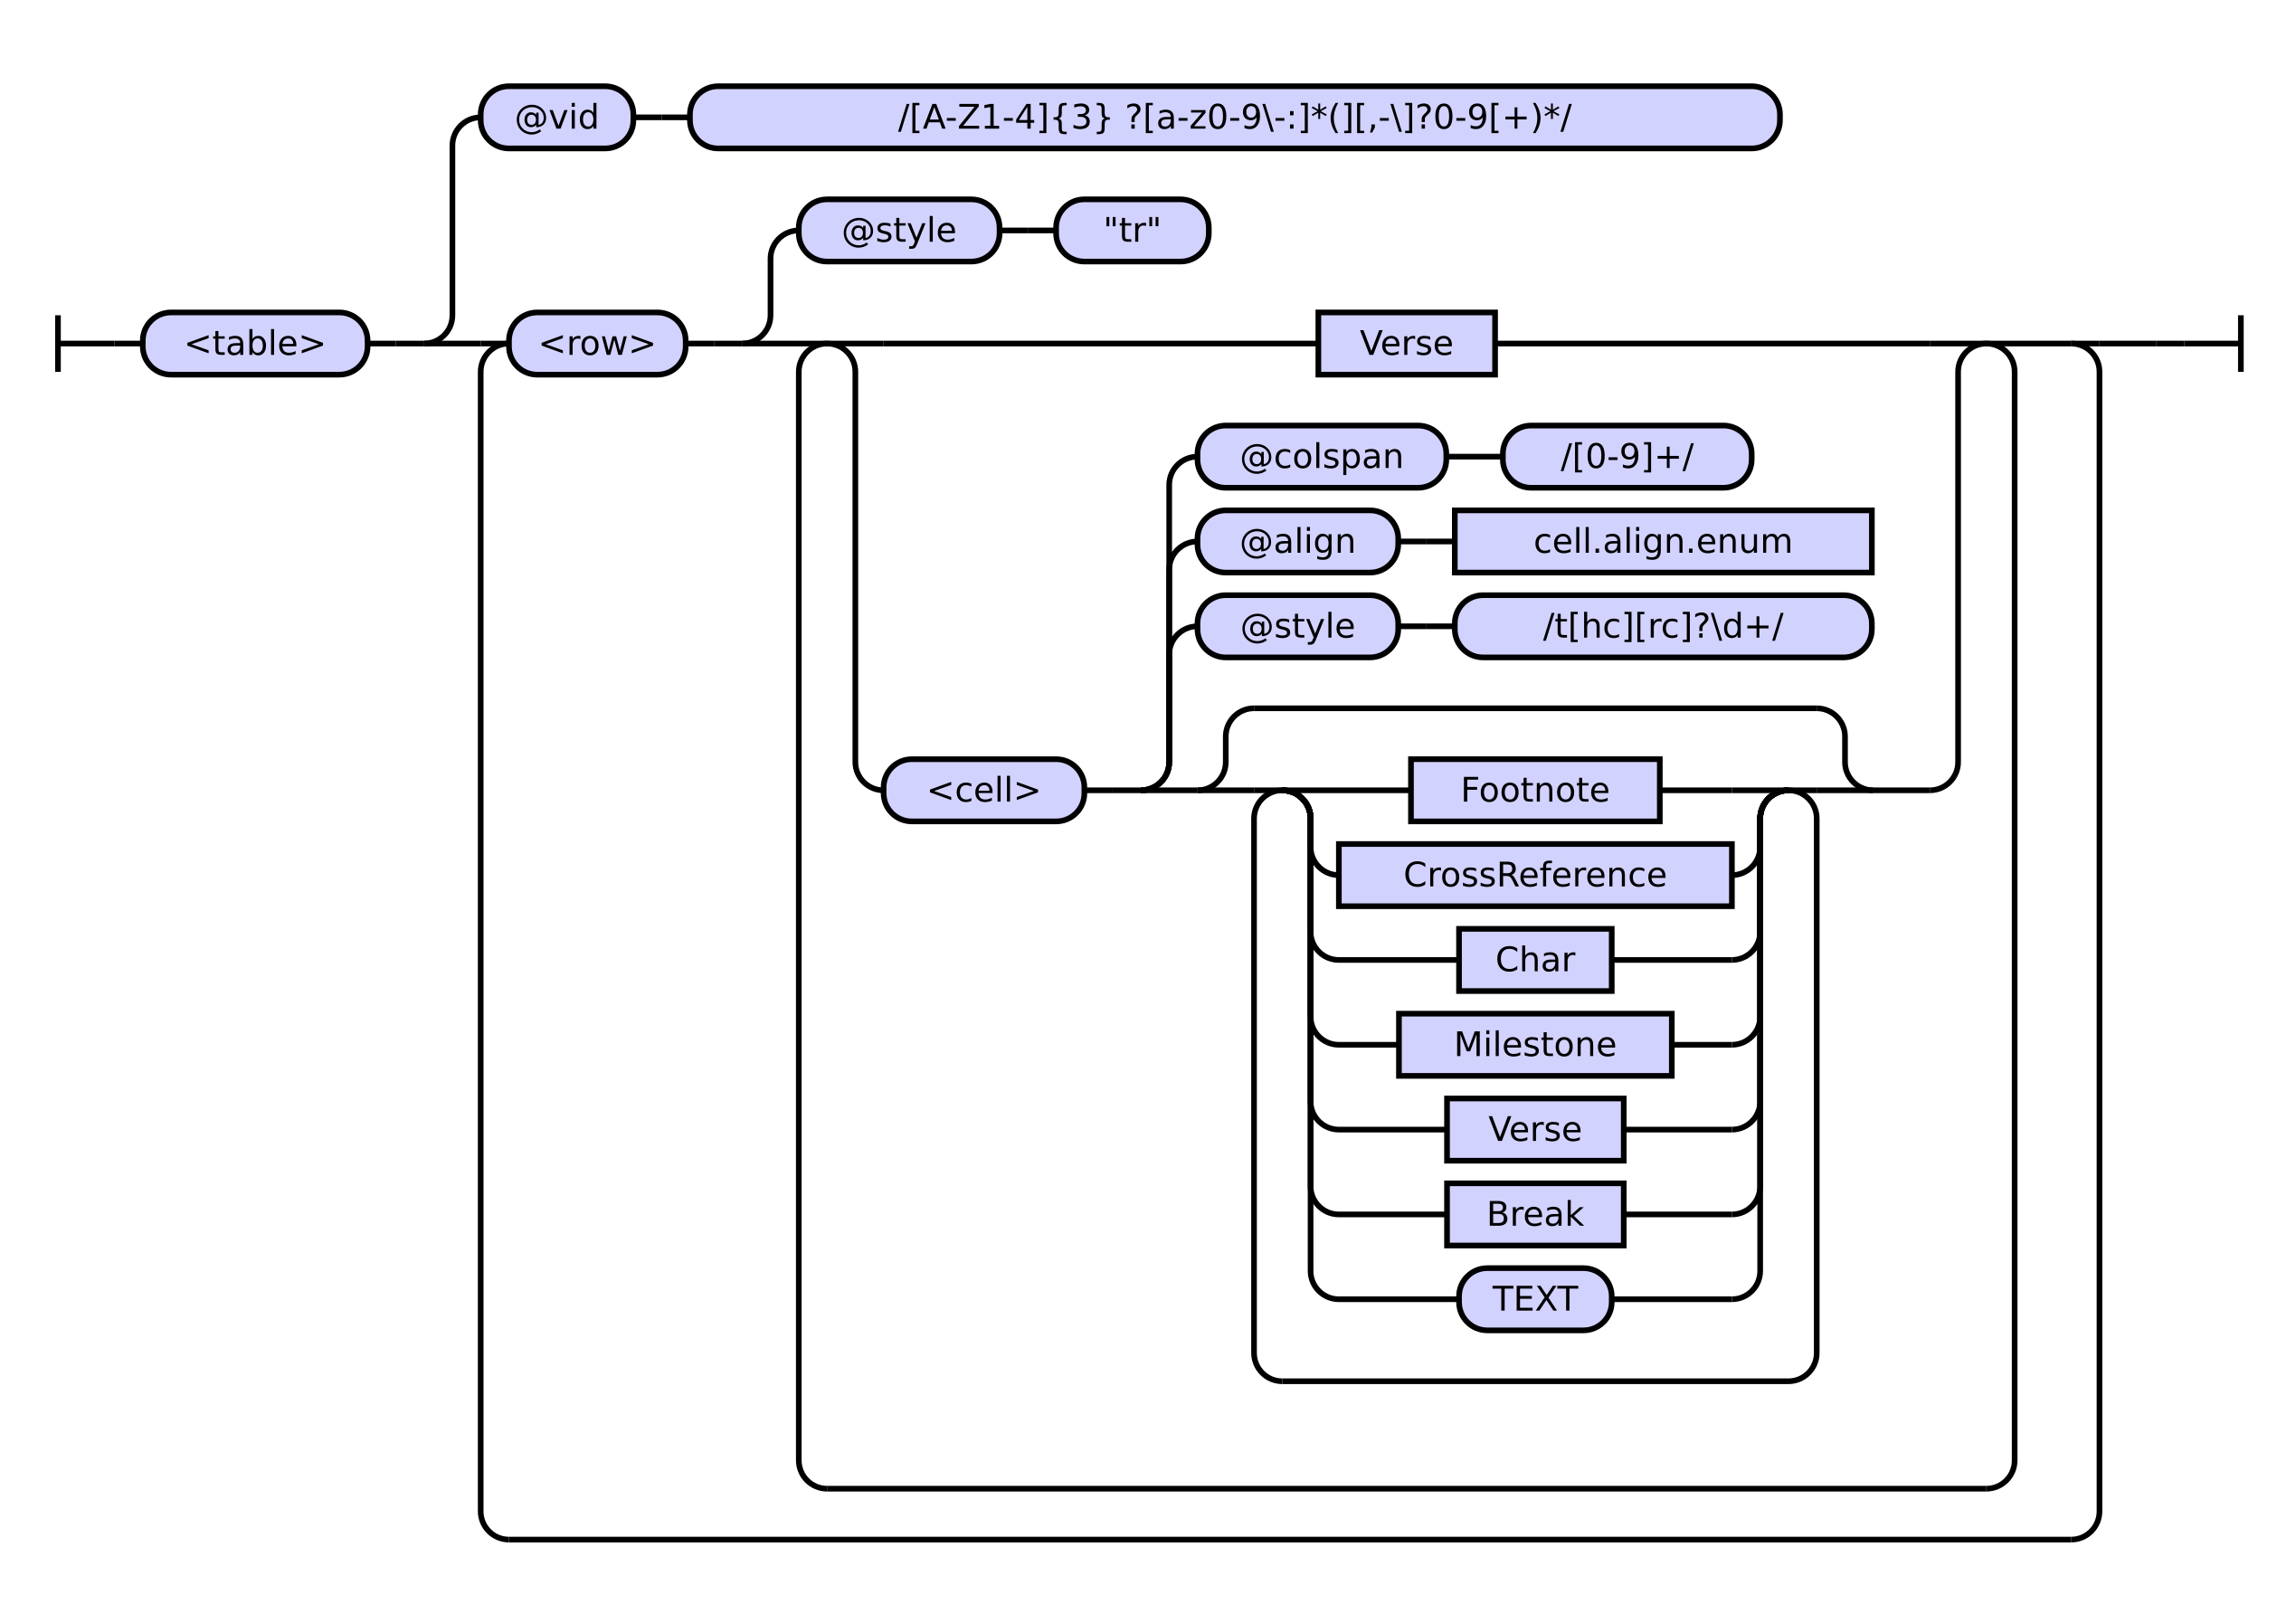 @vid /[A-Z1-4]{3} ?[a-z0-9\-:]*(][,-\]?0-9[+)*/
@style "tr"
<table> <row> Verse
@colspan /[0-9]+/
@align cell.align.enum
@style /t[hc][rc]?\d+/
<cell> Footnote
CrossReference
Char
Milestone
Verse
Break
TEXT